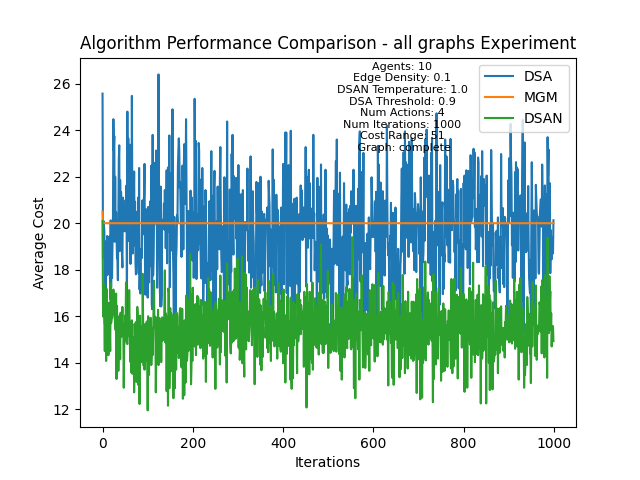 Algorithm Performance Comparison - all graphs Experiment
Agents: 10
Edge Density: 0.1
DSAN Temperature: 1.0
DSA Threshold: 0.9
Num Actions: 4
Num Iterations: 1000
Cost Range: 51
Graph: complete
DSA
MGM
DSAN
Average Cost
26
24
22
20
18
16
14
12
0
200
400
600
800
1000
Iterations